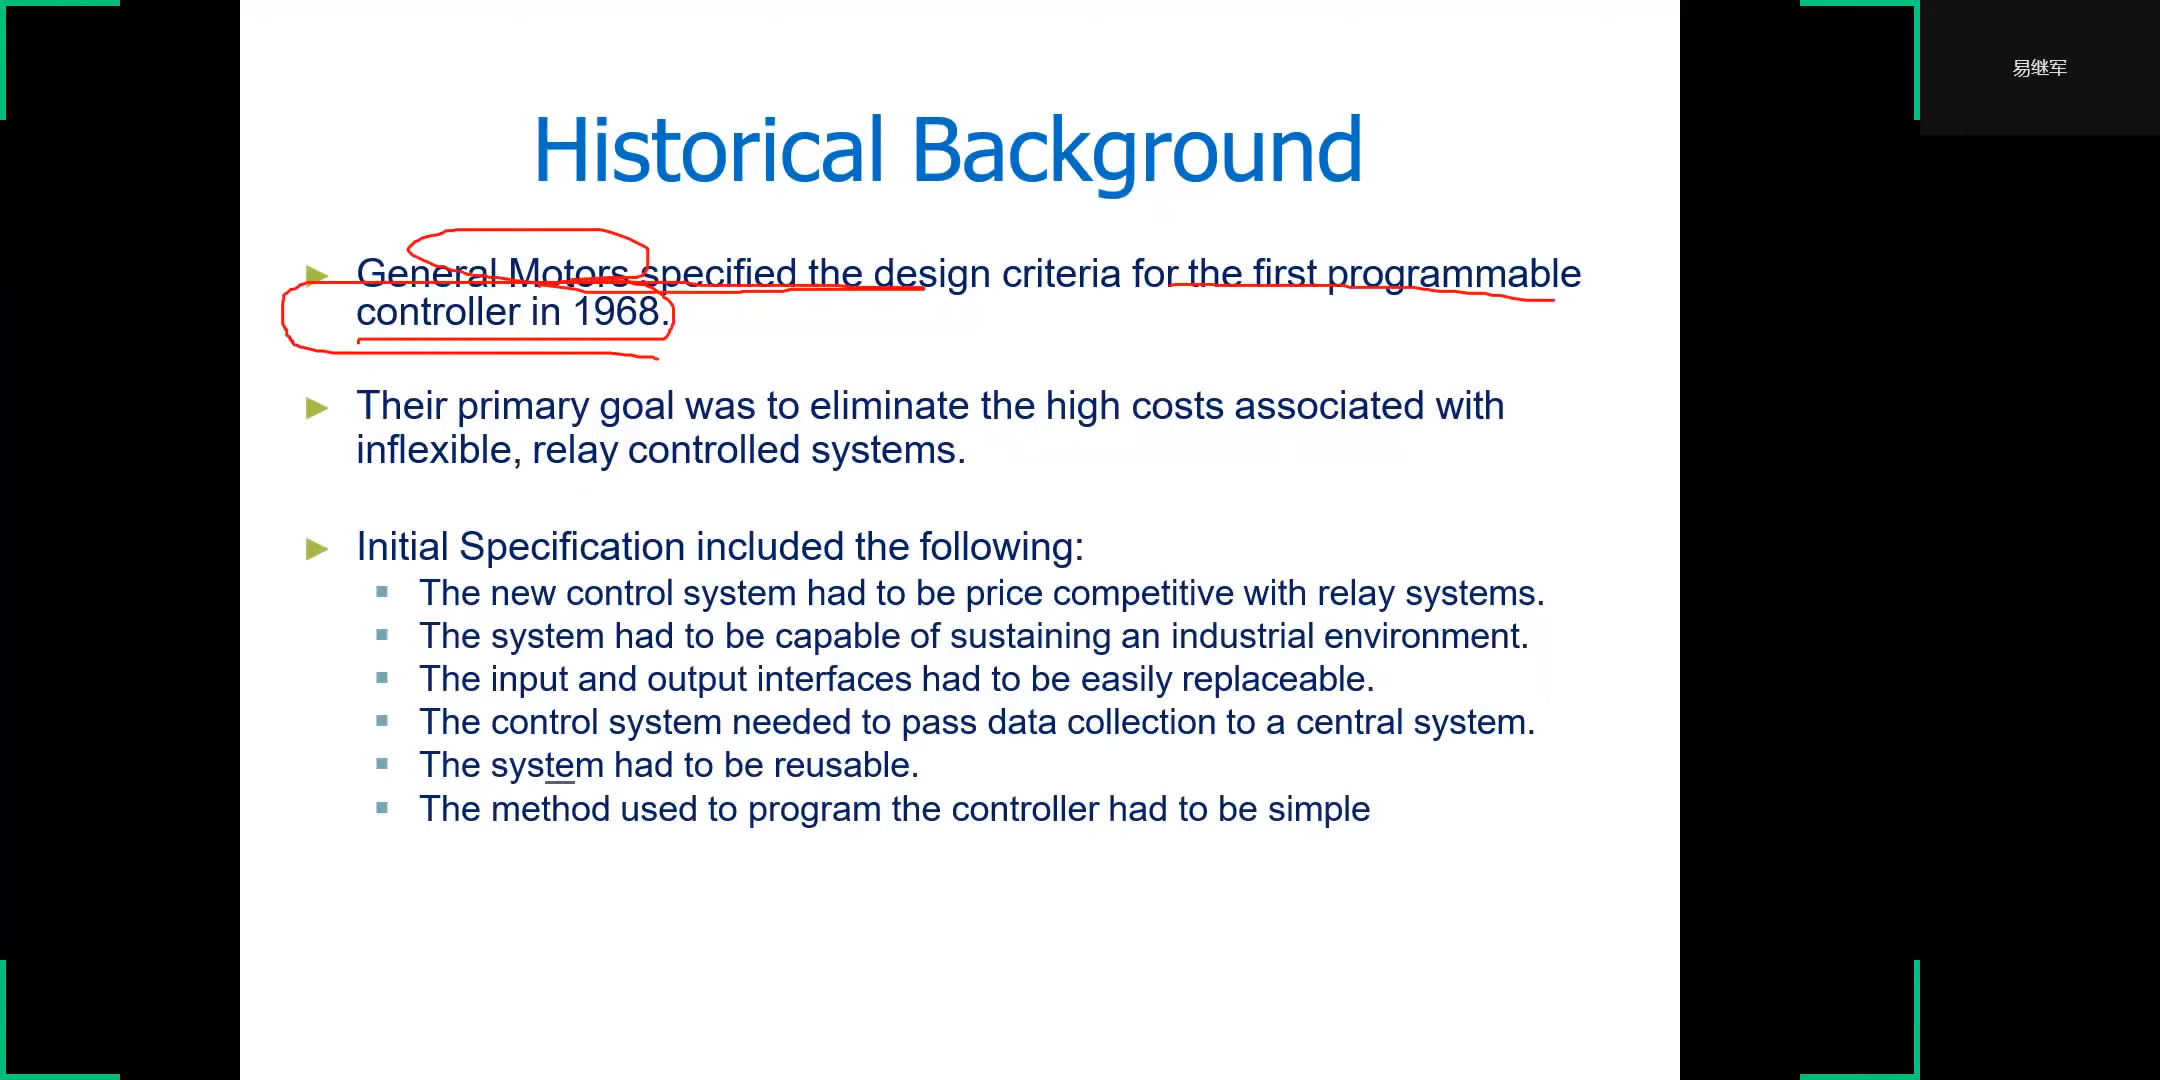 易继军
Historical Background
General Motors specified the design criteria for the first programmable
controller in 1968.
Their primary goal was to eliminate the high costs associated with
inflexible, relay controlled systems.
Initial Specification included the following:
The new control system had to be price competitive with relay systems.
The system had to be capable of sustaining an industrial environment.
The input and output interfaces had to be easily replaceable.
The control system needed to pass data collection to a central system.
The system had to be reusable.
The method used to program the controller had to be simple